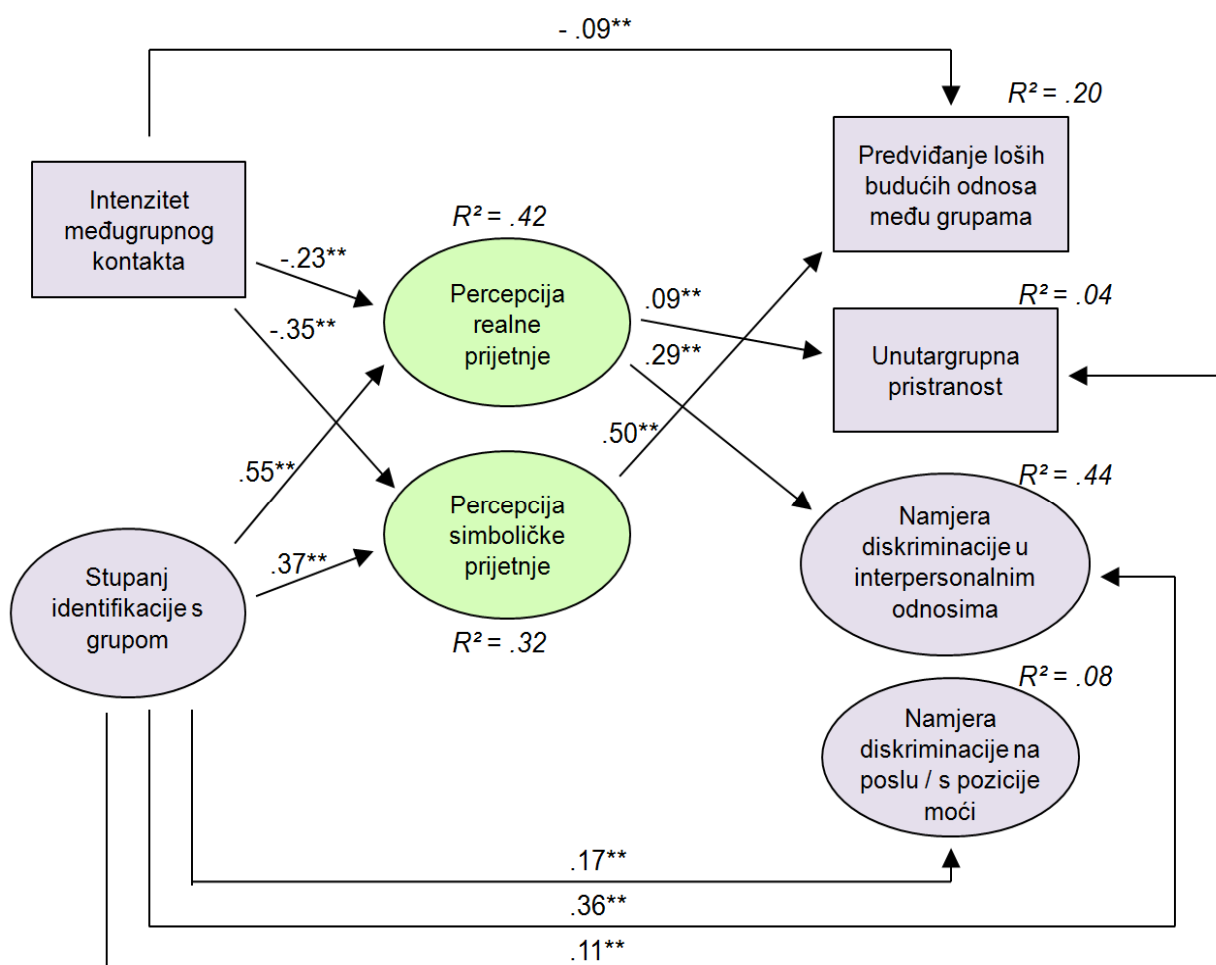 - .09**
R² = .20
Predviđanje loših
budućih odnosa
među grupama
Intenzitet
međugrupnog
kontakta
R² = .42
-.23**
-.35**
Percepcija
realne
prijetnje
.09**
.29**
R² = .04
Unutargrupna
pristranost
.55**
.50**
.37**
Percepcija
simboličke
prijetnje
R² = .32
R² = .44
Namjera
diskriminacije u
interpersonalnim
odnosima
Stupanj
identifikacije s
grupom
R² = .08
Namjera
diskriminacije na
poslu / s pozicije
moći
.17**
.36**
.11**